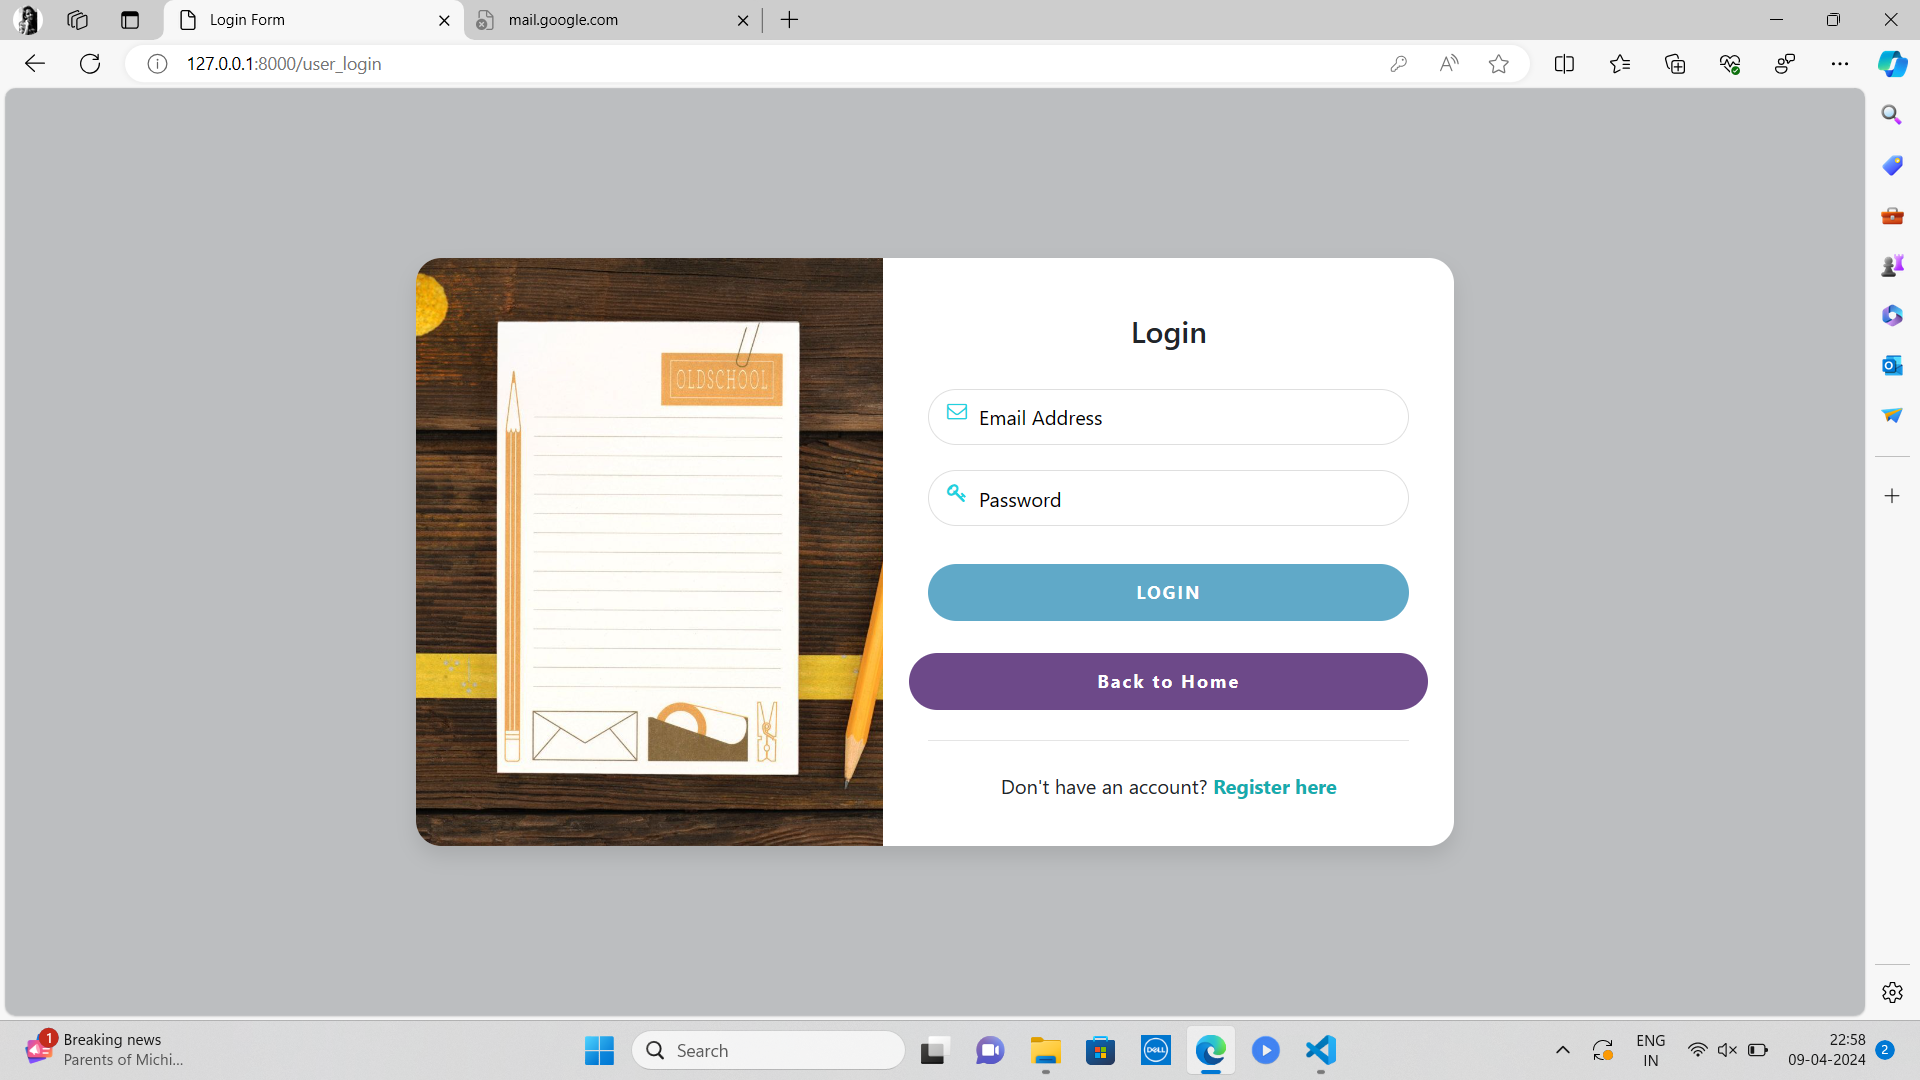 Login Form
mail.google.com
127.0.0.1:8000/user_login
OLDSCHOOL
Login
Email Address
Password
LOGIN
Back to Home
Don't have an account? Register here
1
Breaking news
Parents of Michi...
Search
DELL
ENG
IN
22:58
09-04-2024
2